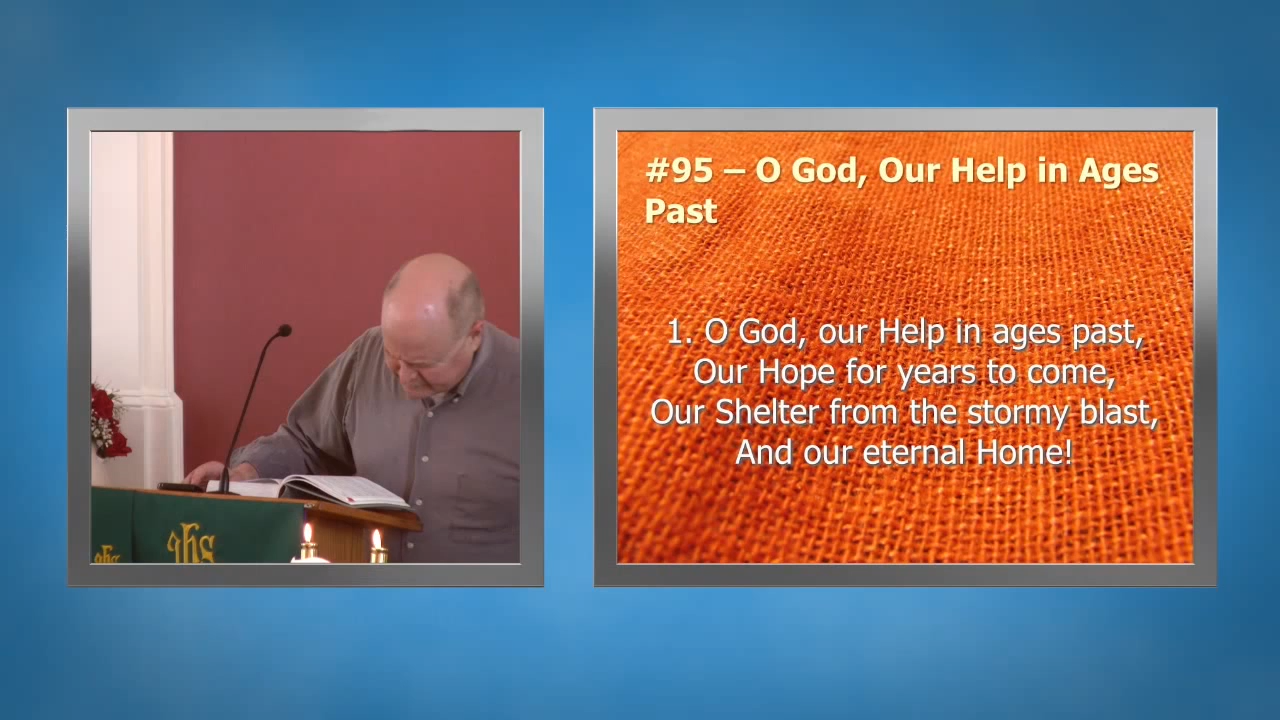 #95 – O God, Our Help in Ages
Past
1. O God, our Help in ages past,
Our Hope for years to come,
Our Shelter from the stormy blast,
And our eternal Home!
ihs
ihs